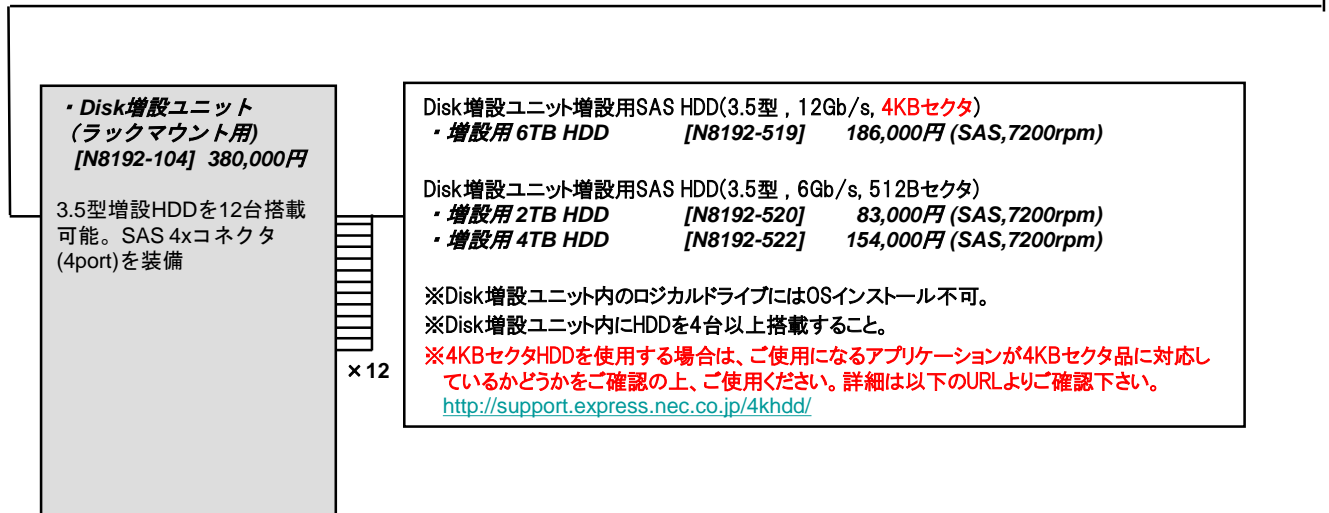 ・Disk増設ユニット
（ラックマウント用)
[N8192-104] 380,000円
3.5型増設HDDを12台搭載
可能。SAS 4xコネクタ
(4port)を装備
×12
Disk増設ユニット増設用SAS HDD(3.5型 , 12Gb/s, 4KBセクタ)
・増設用 6TB HDD [N8192-519] 186,000円 (SAS,7200rpm)
Disk増設ユニット増設用SAS HDD(3.5型 , 6Gb/s, 512Bセクタ)
・増設用 2TB HDD [N8192-520] 83,000円 (SAS,7200rpm)
・増設用 4TB HDD [N8192-522] 154,000円 (SAS,7200rpm)
※Disk増設ユニット内のロジカルドライブにはOSインストール不可。
※Disk増設ユニット内にHDDを4台以上搭載すること。
※4KBセクタHDDを使用する場合は、ご使用になるアプリケーションが4KBセクタ品に対応し
ているかどうかをご確認の上、ご使用ください。詳細は以下のURLよりご確認下さい。
http://support.express.nec.co.jp/4khdd/